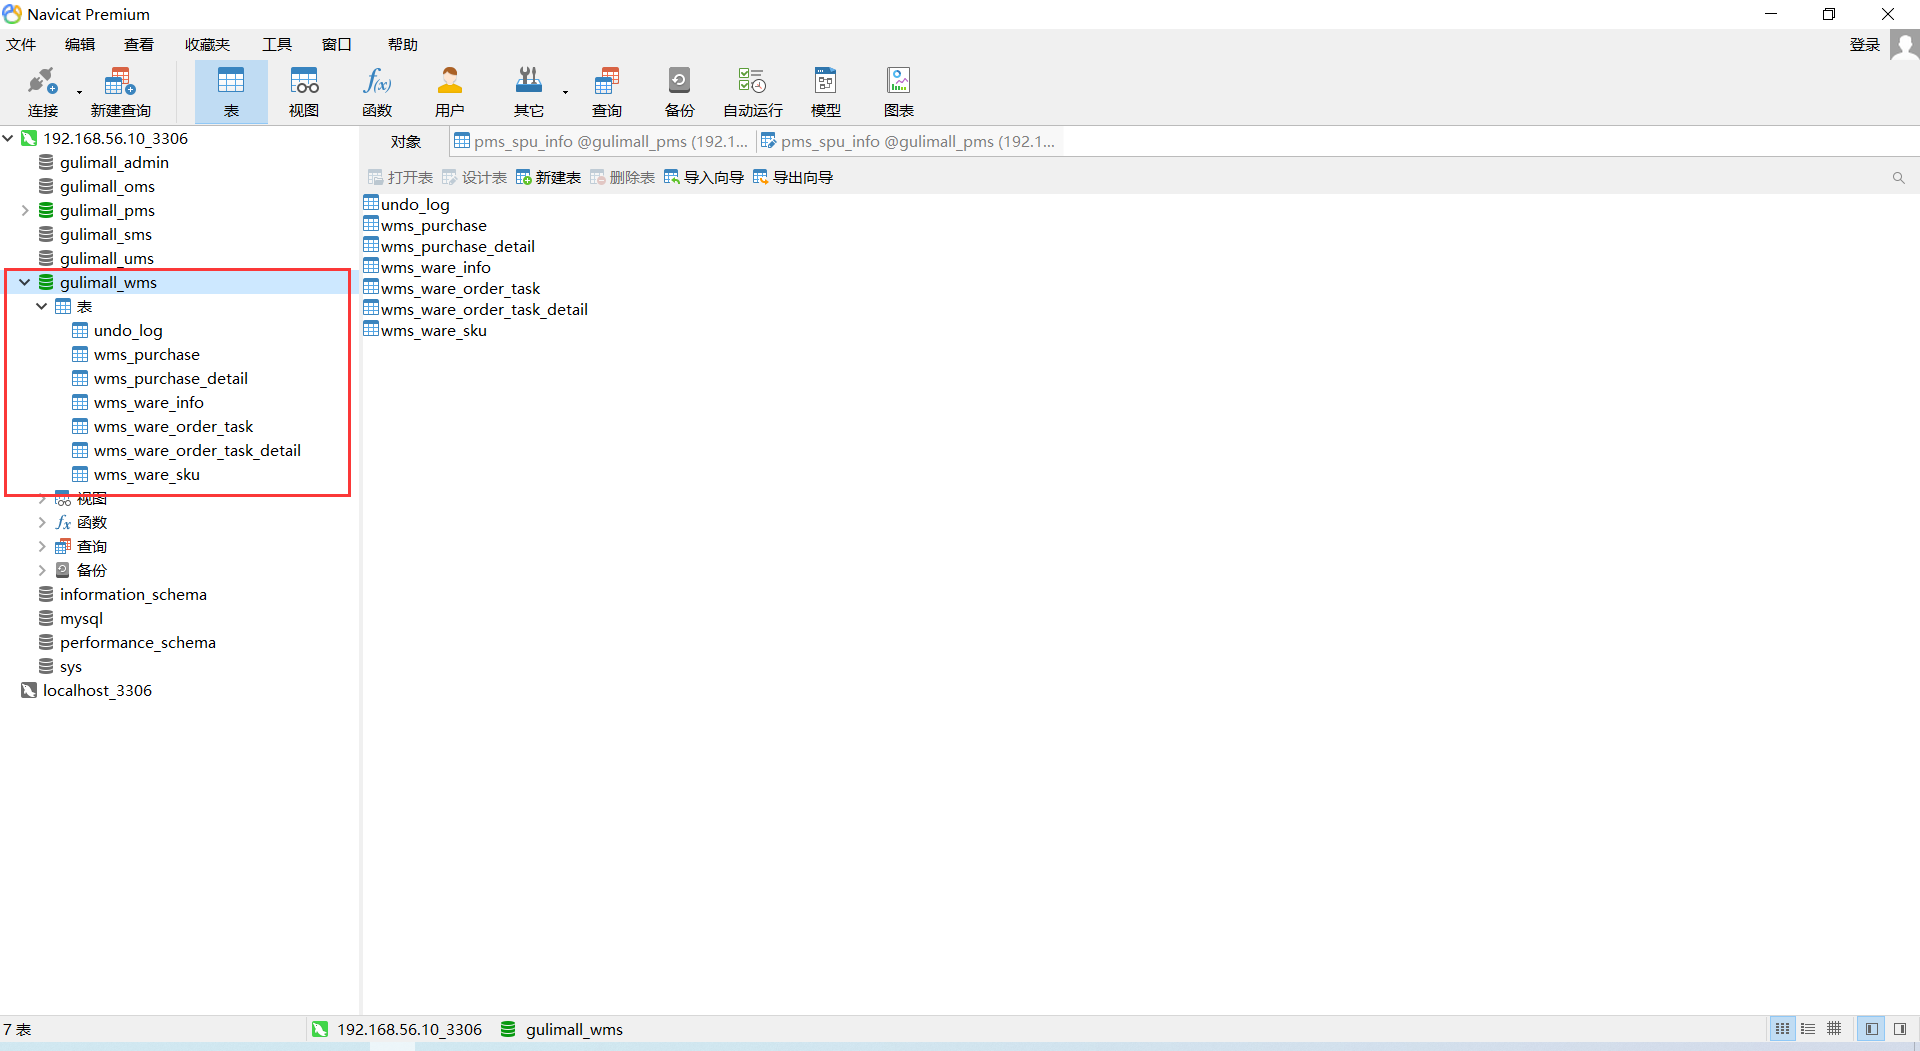 Navicat Premium
文件 编辑 查看 收藏夹 工具 窗口 帮助 登录
连接 新建查询 表 视图 函数 用户 其它 查询 备份 自动运行 模型 图表
192.168.56.10_3306
gulimall_admin
gulimall_oms
gulimall_pms
gulimall_sms
gulimall_ums
gulimall_wms
表
undo_log
wms_purchase
wms_purchase_detail
wms_ware_info
wms_ware_order_task
wms_ware_order_task_detail
wms_ware_sku
视图
函数
查询
备份
information_schema
mysql
performance_schema
sys
localhost_3306
对象 pms_spu_info @gulimall_pms (192.1... pms_spu_info @gulimall_pms (192.1...
打开表 设计表 新建表 删除表 导入向导 导出向导
undo_log
wms_purchase
wms_purchase_detail
wms_ware_info
wms_ware_order_task
wms_ware_order_task_detail
wms_ware_sku
7 表 192.168.56.10_3306 gulimall_wms